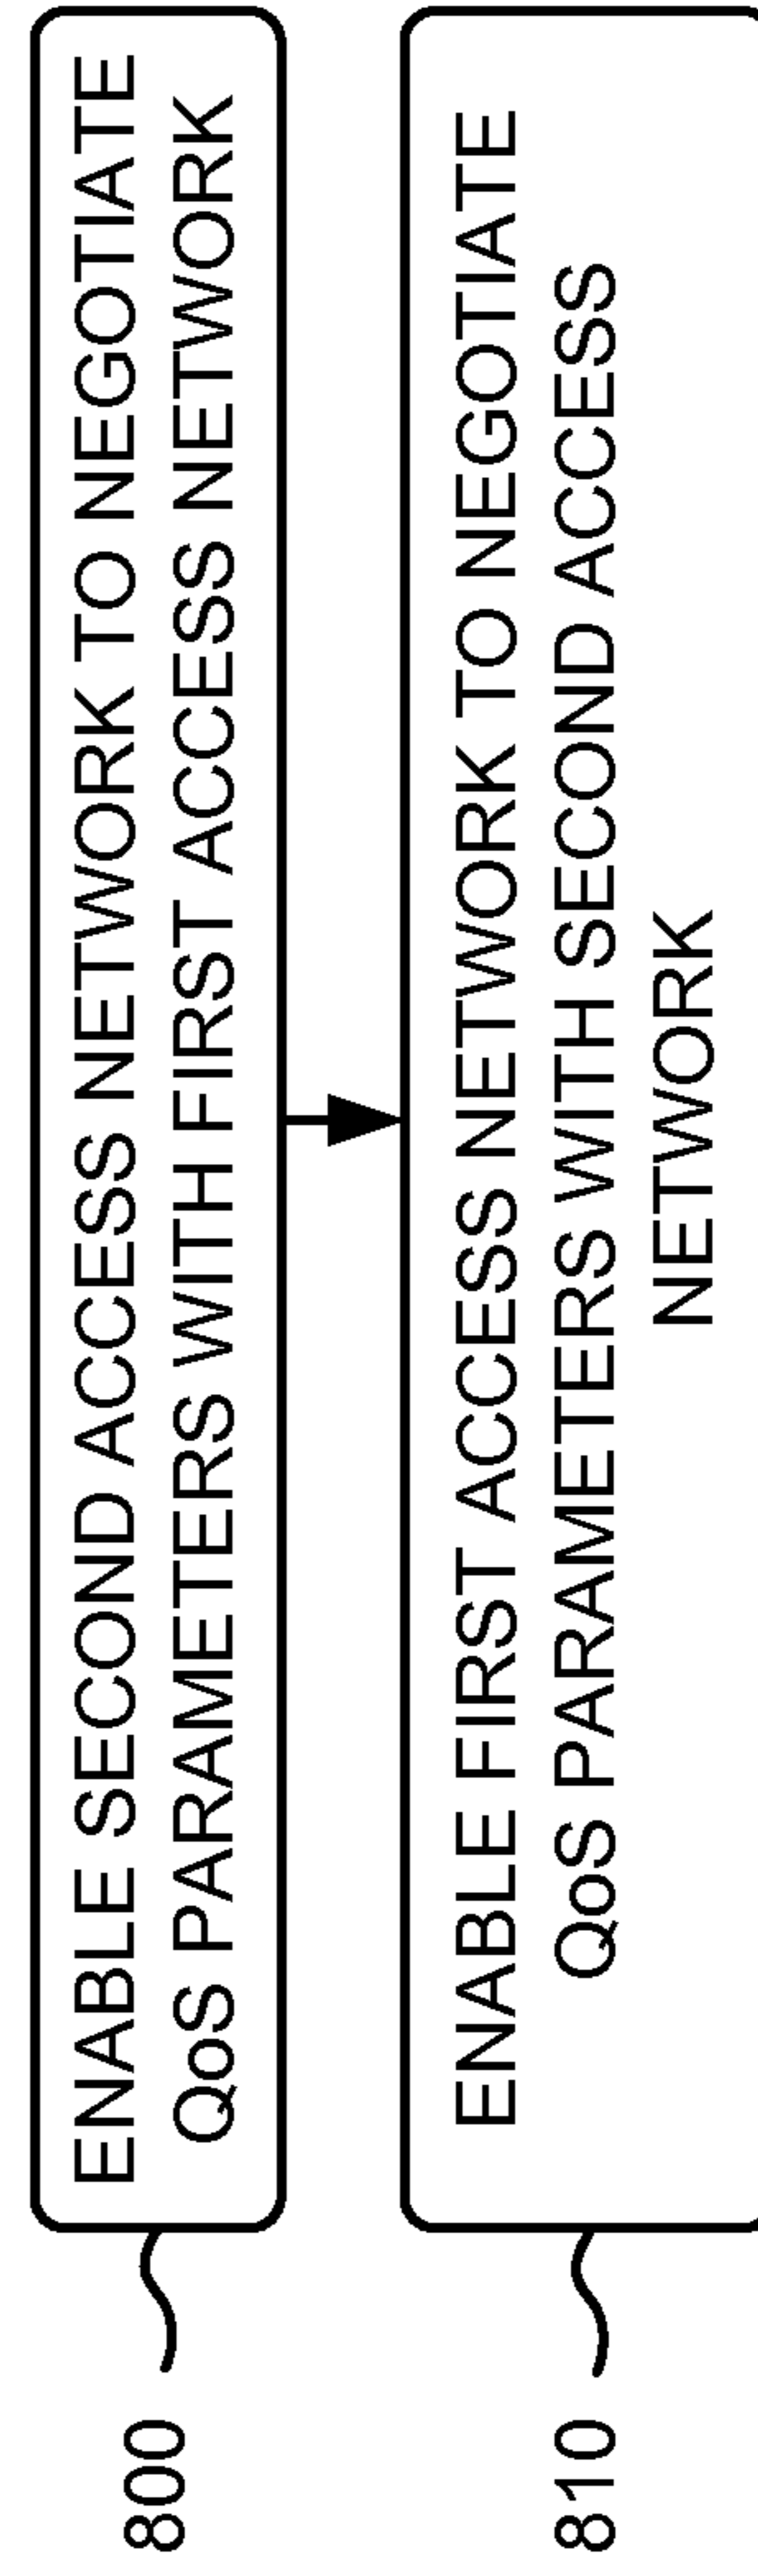 800
ENABLE SECOND ACCESS NETWORK TO NEGOTIATE
QoS PARAMETERS WITH FIRST ACCESS NETWORK
810
ENABLE FIRST ACCESS NETWORK TO NEGOTIATE
QoS PARAMETERS WITH SECOND ACCESS
NETWORK